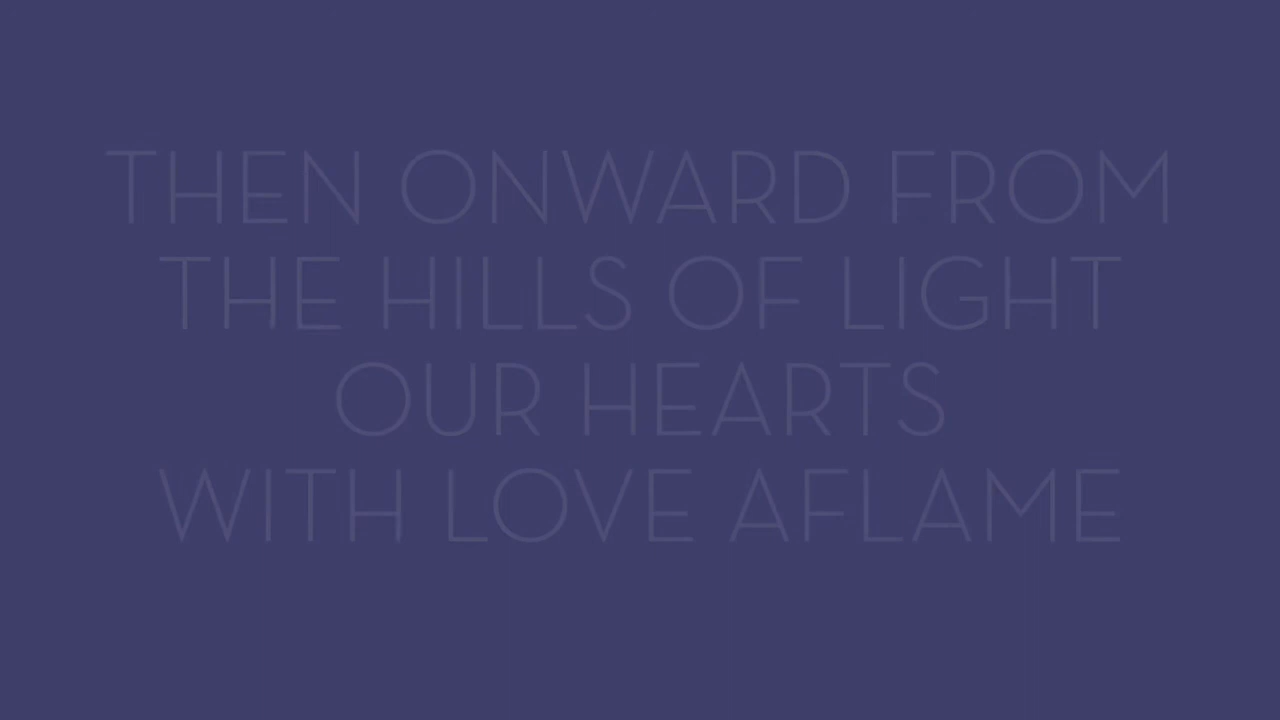 THEN ONWARD FROM
THE HILLS OF LIGHT
OUR HEARTS
WITH LOVE AFLAME